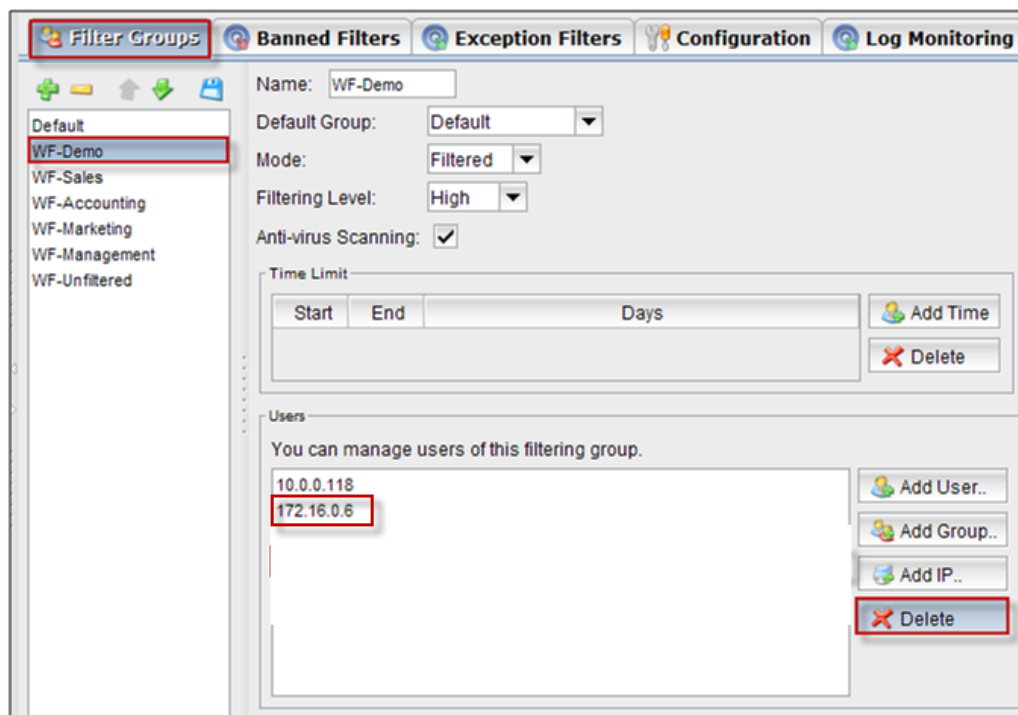 Filter Groups Banned Filters Exception Filters Configuration Log Monitoring
Name: WF-Demo
Default Group: Default
Mode: Filtered
Filtering Level: High
Anti-virus Scanning:
Default
WF-Demo
WF-Sales
WF-Accounting
WF-Marketing
WF-Management
WF-Unfiltered
Time Limit
Start End Days
Add Time
Delete
Users
You can manage users of this filtering group.
10.0.0.118
172.16.0.6
Add User..
Add Group..
Add IP..
Delete